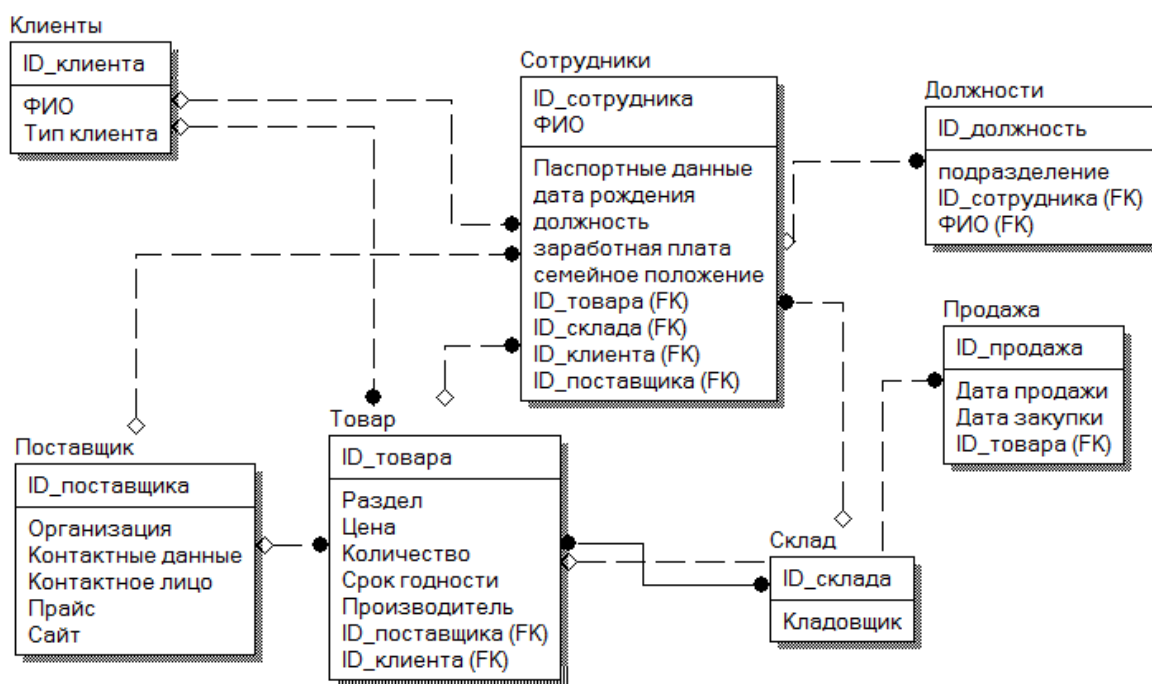 Клиенты
ID_клиента
ФИО
Тип клиента
Сотрудники
ID_сотрудника
ФИО
Паспортные данные
дата рождения
должность
заработная плата
семейное положение
ID_товара (FK)
ID_склада (FK)
ID_клиента (FK)
ID_поставщика (FK)
Должности
ID_должность
подразделение
ID_сотрудника (FK)
ФИО (FK)
Продажа
ID_продажа
Дата продажи
Дата закупки
ID_товара (FK)
Поставщик
ID_поставщика
Организация
Контактные данные
Контактное лицо
Прайс
Сайт
Товар
ID_товара
Раздел
Цена
Количество
Срок годности
Производитель
ID_поставщика (FK)
ID_клиента (FK)
Склад
ID_склада
Кладовщик